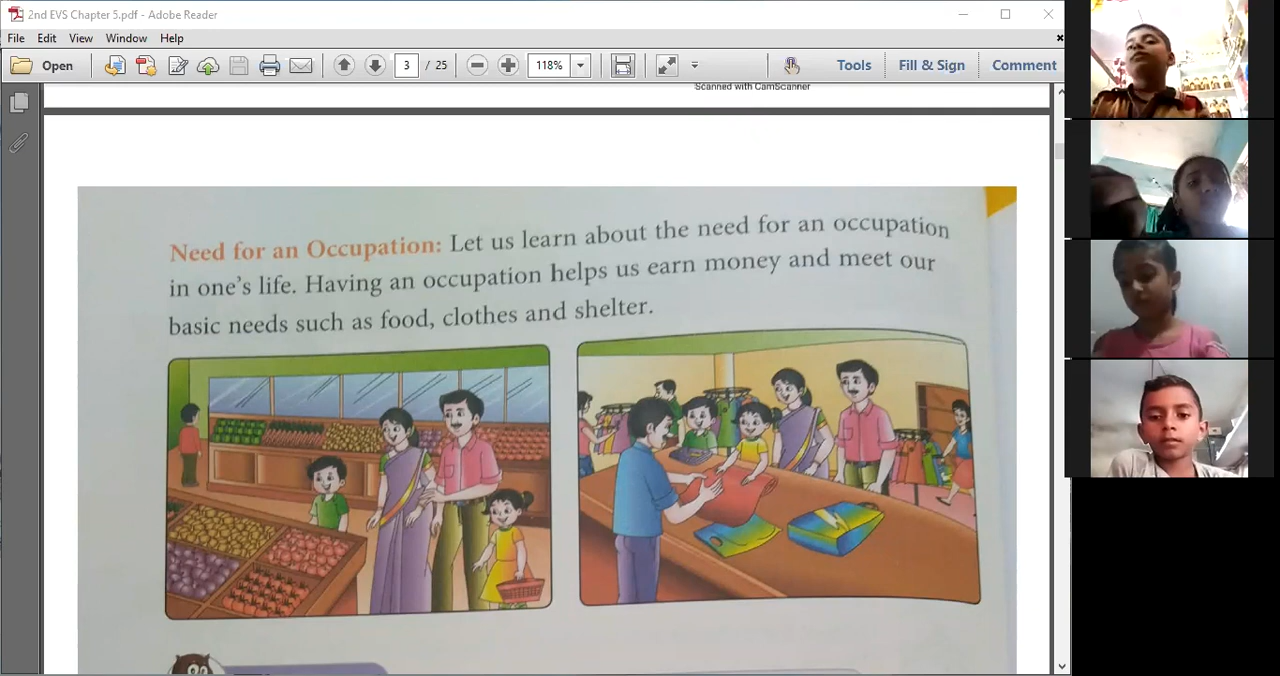 2nd EVS Chapter 5.pdf - Adobe Reader
File Edit View Window Help
Open 3 / 25 118% Tools Fill & Sign Comment
Scanned with CamScanner
Need for an Occupation: Let us learn about the need for an occupation
in one's life. Having an occupation helps us earn money and meet our
basic needs such as food, clothes and shelter.